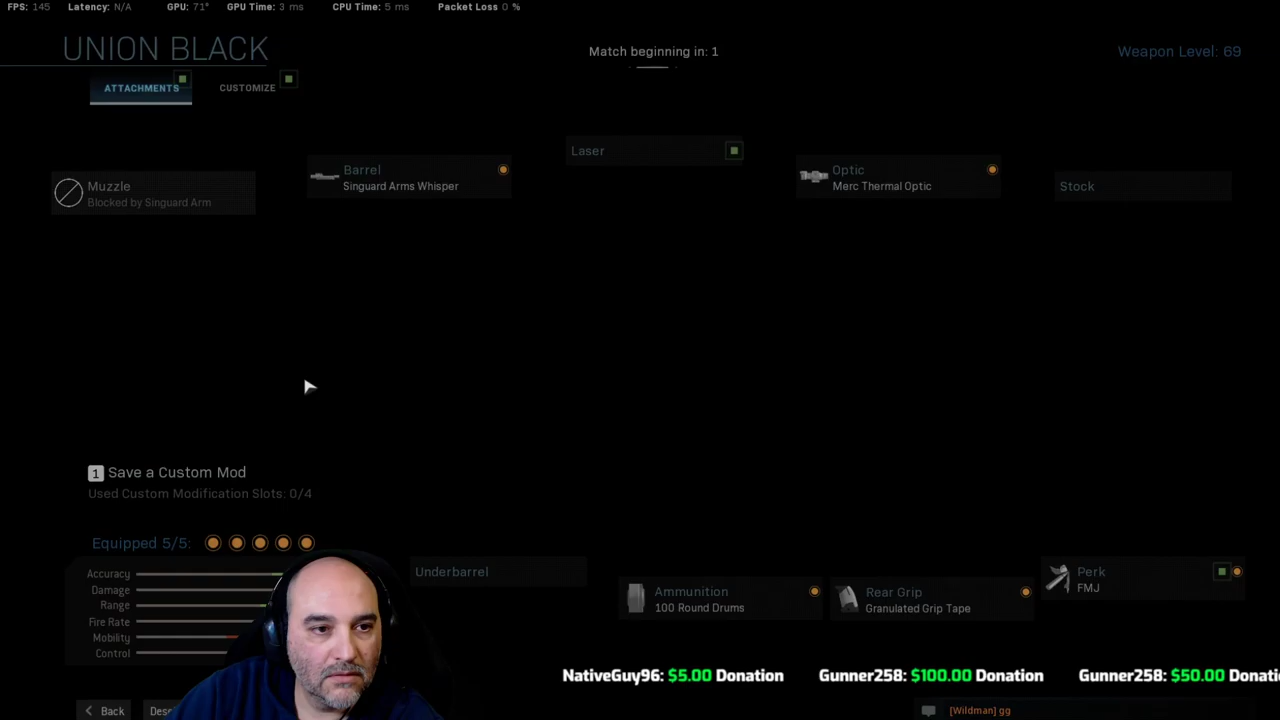 FPS: 145 Latency: N/A GPU: 71° GPU Time: 3 ms CPU Time: 5 ms Packet Loss 0 %
UNION BLACK
Match beginning in: 1
Weapon Level: 69
ATTACHMENTS
CUSTOMIZE
Laser
Barrel
Singuard Arms Whisper
Optic
Merc Thermal Optic
Muzzle
Blocked by Singuard Arm
Stock
1 Save a Custom Mod
Used Custom Modification Slots: 0/4
Equipped 5/5:
Accuracy
Damage
Range
Fire Rate
Mobility
Control
Underbarrel
Ammunition
100 Round Drums
Rear Grip
Granulated Grip Tape
Perk
FMJ
NativeGuy96: $5.00 Donation Gunner258: $100.00 Donation Gunner258: $50.00 Donati
Back
Des
[Wildman] gg